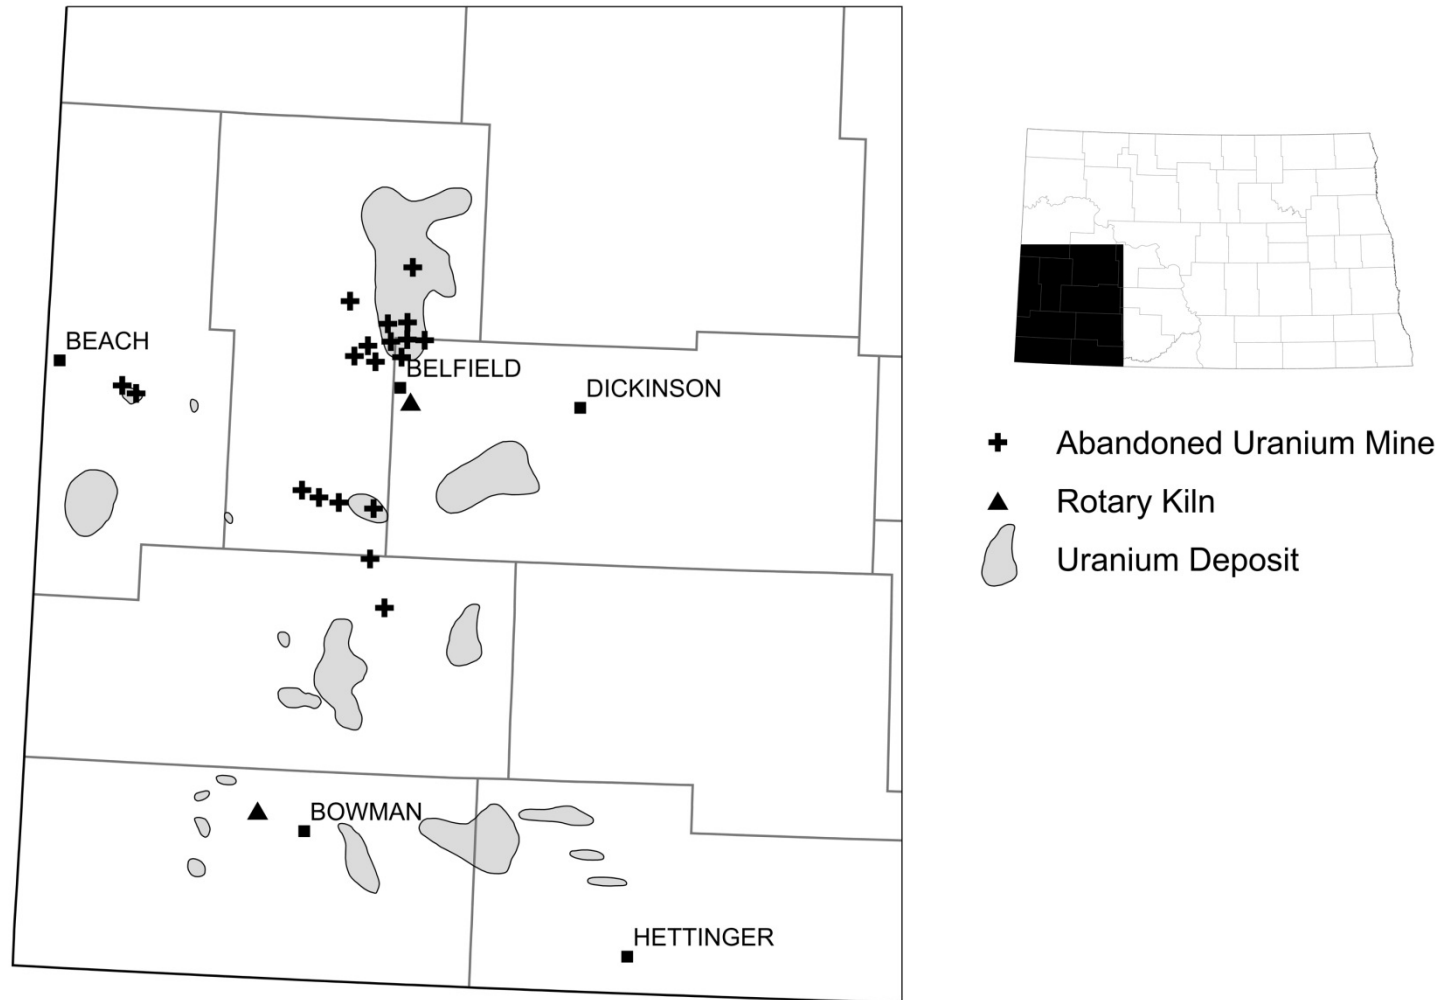 BEACH
BELFIELD
DICKINSON
BOWMAN
HETTINGER
Abandoned Uranium Mine
Rotary Kiln
Uranium Deposit